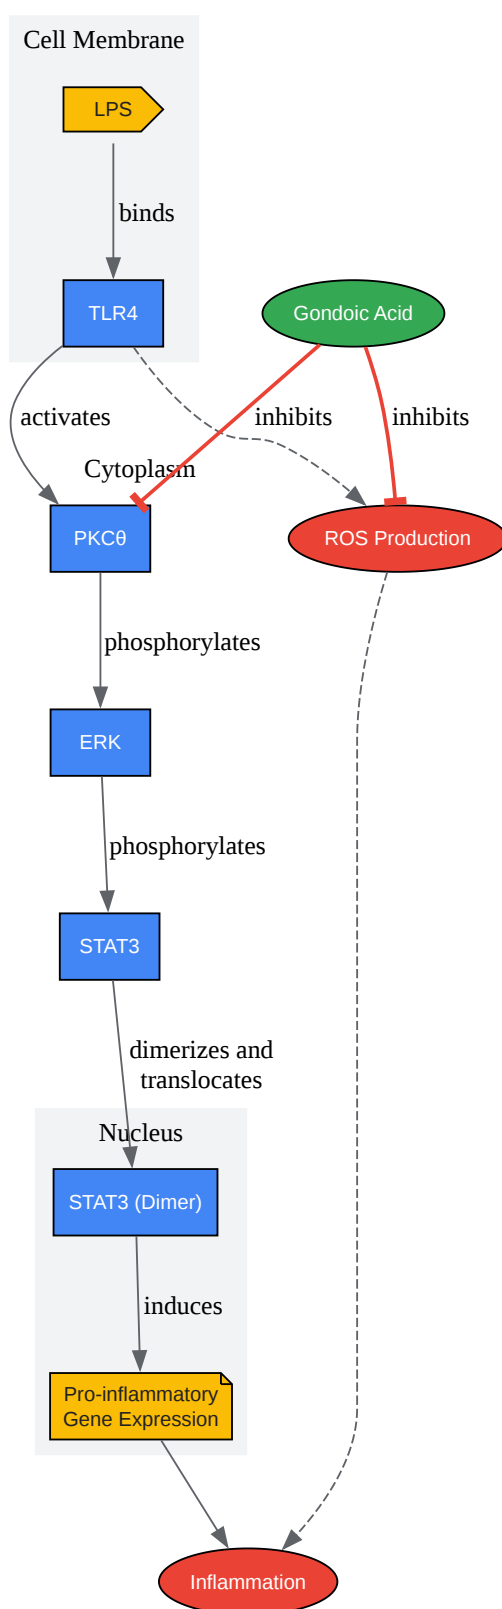 Cell Membrane
LPS
binds
TLR4
Gondoic Acid
activates
inhibits
inhibits
Cytoplasm
PKCθ
ROS Production
phosphorylates
ERK
phosphorylates
STAT3
dimerizes and
translocates
Nucleus
STAT3 (Dimer)
induces
Pro-inflammatory
Gene Expression
Inflammation